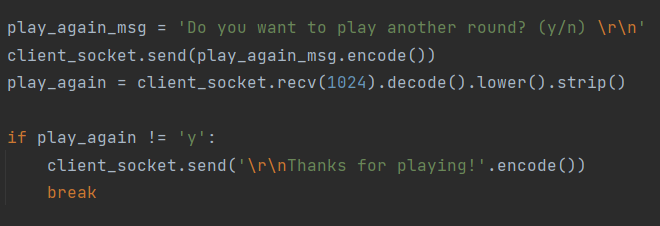 play_again_msg = 'Do you want to play another round? (y/n) \r\n'
client_socket.send(play_again_msg.encode())
play_again = client_socket.recv(1024).decode().lower().strip()
if play_again != 'y':
    client_socket.send('\r\nThanks for playing!'.encode())
    break